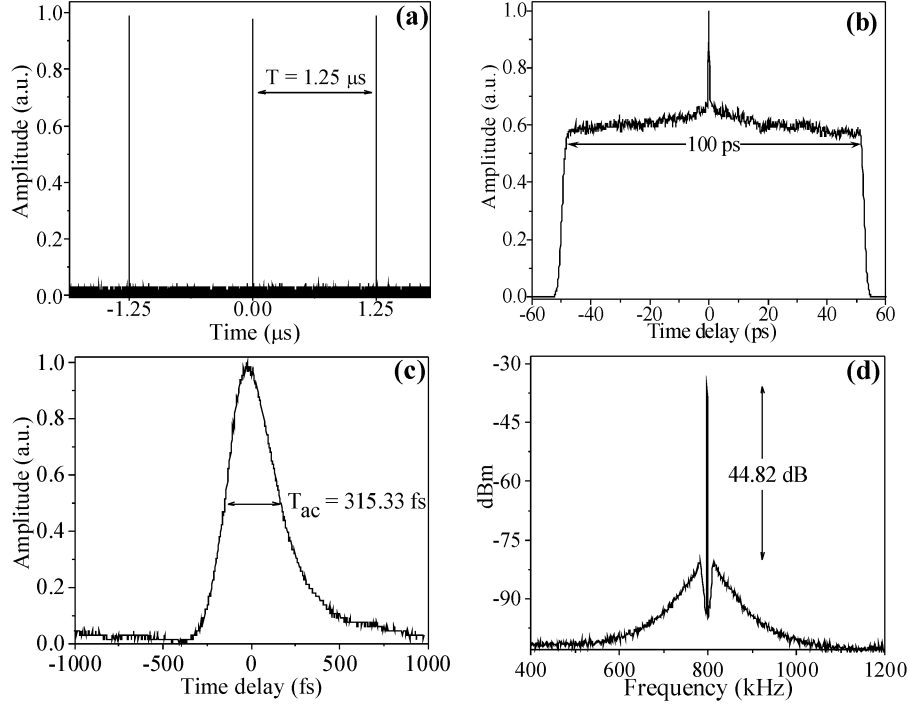 (a)
Amplitude (a.u.)
1.0
0.8
0.6
0.4
0.2
0.0
T = 1.25 μs
-1.25
0.00
1.25
Time (μs)
(b)
Amplitude (a.u.)
1.0
0.8
0.6
0.4
0.2
0.0
100 ps
-60 -40 -20 0 20 40 60
Time delay (ps)
(c)
Amplitude (a.u.)
1.0
0.8
0.6
0.4
0.2
0.0
Tac = 315.33 fs
-1000 -500 0 500 1000
Time delay (fs)
(d)
dBm
-30
-45
-60
-75
-90
44.82 dB
400 600 800 1000 1200
Frequency (kHz)